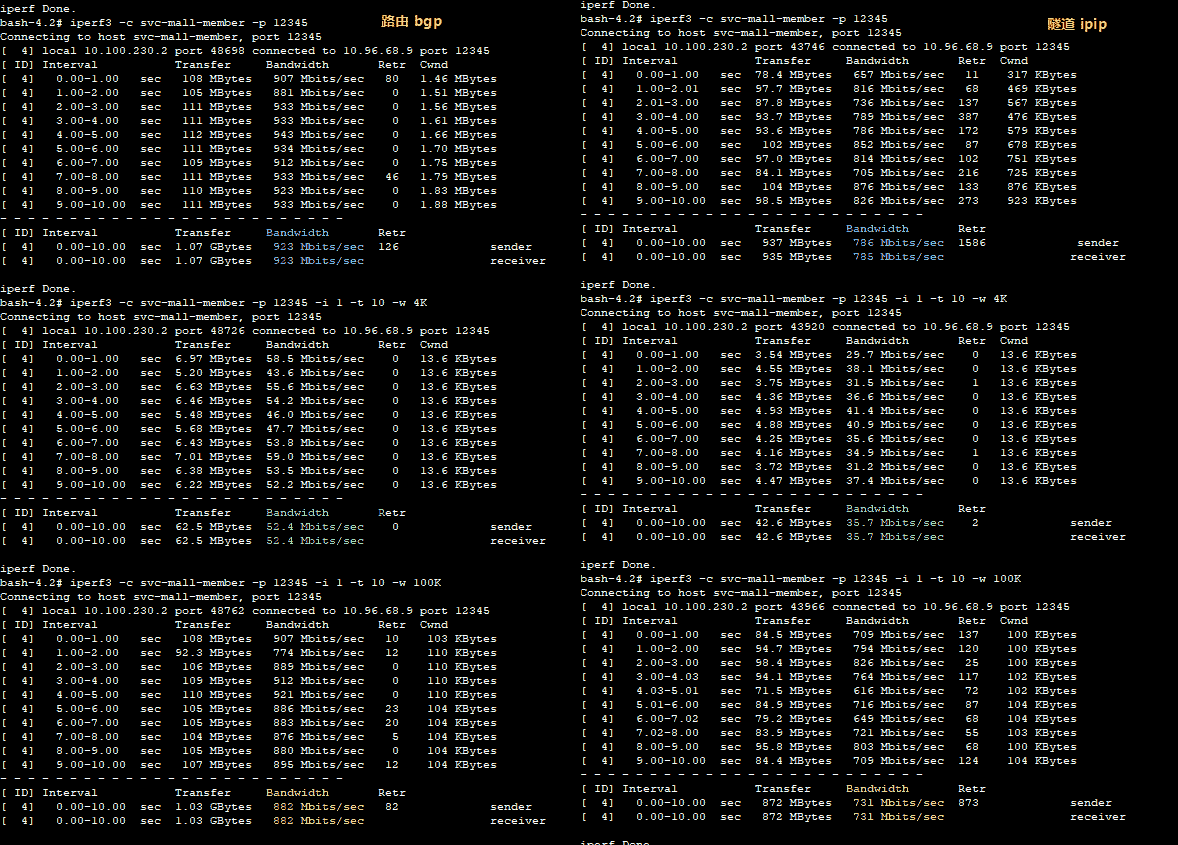 iperf Done.
bash-4.2# iperf3 -c svc-mall-member -p 12345
路由 bgp
Connecting to host svc-mall-member, port 12345
[  4] local 10.100.230.2 port 48698 connected to 10.96.68.9 port 12345
[ ID] Interval           Transfer     Bandwidth       Retr  Cwnd
[  4]   0.00-1.00   sec   108 MBytes   907 Mbits/sec   80   1.46 MBytes
[  4]   1.00-2.00   sec   105 MBytes   881 Mbits/sec    0   1.51 MBytes
[  4]   2.00-3.00   sec   111 MBytes   933 Mbits/sec    0   1.56 MBytes
[  4]   3.00-4.00   sec   111 MBytes   933 Mbits/sec    0   1.61 MBytes
[  4]   4.00-5.00   sec   112 MBytes   943 Mbits/sec    0   1.66 MBytes
[  4]   5.00-6.00   sec   111 MBytes   934 Mbits/sec    0   1.70 MBytes
[  4]   6.00-7.00   sec   109 MBytes   912 Mbits/sec    0   1.75 MBytes
[  4]   7.00-8.00   sec   111 MBytes   933 Mbits/sec   46   1.79 MBytes
[  4]   8.00-9.00   sec   110 MBytes   923 Mbits/sec    0   1.83 MBytes
[  4]   9.00-10.00  sec   111 MBytes   933 Mbits/sec    0   1.88 MBytes
- - - - - - - - - - - - - - - - - - - - - - - - -
[ ID] Interval           Transfer     Bandwidth       Retr
[  4]   0.00-10.00  sec  1.07 GBytes   923 Mbits/sec  126             sender
[  4]   0.00-10.00  sec  1.07 GBytes   923 Mbits/sec                  receiver
iperf Done.
bash-4.2# iperf3 -c svc-mall-member -p 12345 -i 1 -t 10 -w 4K
Connecting to host svc-mall-member, port 12345
[  4] local 10.100.230.2 port 48726 connected to 10.96.68.9 port 12345
[ ID] Interval           Transfer     Bandwidth       Retr  Cwnd
[  4]   0.00-1.00   sec  6.97 MBytes  58.5 Mbits/sec    0   13.6 KBytes
[  4]   1.00-2.00   sec  5.20 MBytes  43.6 Mbits/sec    0   13.6 KBytes
[  4]   2.00-3.00   sec  6.63 MBytes  55.6 Mbits/sec    0   13.6 KBytes
[  4]   3.00-4.00   sec  6.46 MBytes  54.2 Mbits/sec    0   13.6 KBytes
[  4]   4.00-5.00   sec  5.48 MBytes  46.0 Mbits/sec    0   13.6 KBytes
[  4]   5.00-6.00   sec  5.68 MBytes  47.7 Mbits/sec    0   13.6 KBytes
[  4]   6.00-7.00   sec  6.43 MBytes  53.8 Mbits/sec    0   13.6 KBytes
[  4]   7.00-8.00   sec  7.01 MBytes  59.0 Mbits/sec    0   13.6 KBytes
[  4]   8.00-9.00   sec  6.38 MBytes  53.5 Mbits/sec    0   13.6 KBytes
[  4]   9.00-10.00  sec  6.22 MBytes  52.2 Mbits/sec    0   13.6 KBytes
- - - - - - - - - - - - - - - - - - - - - - - - -
[ ID] Interval           Transfer     Bandwidth       Retr
[  4]   0.00-10.00  sec  62.5 MBytes  52.4 Mbits/sec    0             sender
[  4]   0.00-10.00  sec  62.5 MBytes  52.4 Mbits/sec                  receiver
iperf Done.
bash-4.2# iperf3 -c svc-mall-member -p 12345 -i 1 -t 10 -w 100K
Connecting to host svc-mall-member, port 12345
[  4] local 10.100.230.2 port 48762 connected to 10.96.68.9 port 12345
[ ID] Interval           Transfer     Bandwidth       Retr  Cwnd
[  4]   0.00-1.00   sec   108 MBytes   907 Mbits/sec   10    103 KBytes
[  4]   1.00-2.00   sec  92.3 MBytes   774 Mbits/sec   12    110 KBytes
[  4]   2.00-3.00   sec   106 MBytes   889 Mbits/sec    0    110 KBytes
[  4]   3.00-4.00   sec   109 MBytes   912 Mbits/sec    0    110 KBytes
[  4]   4.00-5.00   sec   110 MBytes   921 Mbits/sec    0    110 KBytes
[  4]   5.00-6.00   sec   105 MBytes   886 Mbits/sec   23    104 KBytes
[  4]   6.00-7.00   sec   105 MBytes   883 Mbits/sec   20    104 KBytes
[  4]   7.00-8.00   sec   104 MBytes   876 Mbits/sec    5    104 KBytes
[  4]   8.00-9.00   sec   105 MBytes   880 Mbits/sec    0    104 KBytes
[  4]   9.00-10.00  sec   107 MBytes   895 Mbits/sec   12    104 KBytes
- - - - - - - - - - - - - - - - - - - - - - - - -
[ ID] Interval           Transfer     Bandwidth       Retr
[  4]   0.00-10.00  sec  1.03 GBytes   882 Mbits/sec   82             sender
[  4]   0.00-10.00  sec  1.03 GBytes   882 Mbits/sec                  receiver
iperf Done.
bash-4.2# iperf3 -c svc-mall-member -p 12345
隧道 ipip
Connecting to host svc-mall-member, port 12345
[  4] local 10.100.230.2 port 43746 connected to 10.96.68.9 port 12345
[ ID] Interval           Transfer     Bandwidth       Retr  Cwnd
[  4]   0.00-1.00   sec  78.4 MBytes   657 Mbits/sec   11    317 KBytes
[  4]   1.00-2.01   sec  97.7 MBytes   816 Mbits/sec   68    469 KBytes
[  4]   2.01-3.00   sec  87.8 MBytes   736 Mbits/sec  137    567 KBytes
[  4]   3.00-4.00   sec  93.7 MBytes   789 Mbits/sec  387    476 KBytes
[  4]   4.00-5.00   sec  93.6 MBytes   786 Mbits/sec  172    579 KBytes
[  4]   5.00-6.00   sec   102 MBytes   852 Mbits/sec   87    678 KBytes
[  4]   6.00-7.00   sec  97.0 MBytes   814 Mbits/sec  102    751 KBytes
[  4]   7.00-8.00   sec  84.1 MBytes   705 Mbits/sec  216    725 KBytes
[  4]   8.00-9.00   sec   104 MBytes   876 Mbits/sec  133    876 KBytes
[  4]   9.00-10.00  sec  98.5 MBytes   826 Mbits/sec  273    923 KBytes
- - - - - - - - - - - - - - - - - - - - - - - - -
[ ID] Interval           Transfer     Bandwidth       Retr
[  4]   0.00-10.00  sec   937 MBytes   786 Mbits/sec  1586             sender
[  4]   0.00-10.00  sec   935 MBytes   785 Mbits/sec                  receiver
iperf Done.
bash-4.2# iperf3 -c svc-mall-member -p 12345 -i 1 -t 10 -w 4K
Connecting to host svc-mall-member, port 12345
[  4] local 10.100.230.2 port 43920 connected to 10.96.68.9 port 12345
[ ID] Interval           Transfer     Bandwidth       Retr  Cwnd
[  4]   0.00-1.00   sec  3.54 MBytes  29.7 Mbits/sec    0   13.6 KBytes
[  4]   1.00-2.00   sec  4.55 MBytes  38.1 Mbits/sec    0   13.6 KBytes
[  4]   2.00-3.00   sec  3.75 MBytes  31.5 Mbits/sec    1   13.6 KBytes
[  4]   3.00-4.00   sec  4.36 MBytes  36.6 Mbits/sec    0   13.6 KBytes
[  4]   4.00-5.00   sec  4.93 MBytes  41.4 Mbits/sec    0   13.6 KBytes
[  4]   5.00-6.00   sec  4.88 MBytes  40.9 Mbits/sec    0   13.6 KBytes
[  4]   6.00-7.00   sec  4.25 MBytes  35.6 Mbits/sec    0   13.6 KBytes
[  4]   7.00-8.00   sec  4.16 MBytes  34.9 Mbits/sec    1   13.6 KBytes
[  4]   8.00-9.00   sec  3.72 MBytes  31.2 Mbits/sec    0   13.6 KBytes
[  4]   9.00-10.00  sec  4.47 MBytes  37.4 Mbits/sec    0   13.6 KBytes
- - - - - - - - - - - - - - - - - - - - - - - - -
[ ID] Interval           Transfer     Bandwidth       Retr
[  4]   0.00-10.00  sec  42.6 MBytes  35.7 Mbits/sec    2             sender
[  4]   0.00-10.00  sec  42.6 MBytes  35.7 Mbits/sec                  receiver
iperf Done.
bash-4.2# iperf3 -c svc-mall-member -p 12345 -i 1 -t 10 -w 100K
Connecting to host svc-mall-member, port 12345
[  4] local 10.100.230.2 port 43966 connected to 10.96.68.9 port 12345
[ ID] Interval           Transfer     Bandwidth       Retr  Cwnd
[  4]   0.00-1.00   sec  84.5 MBytes   709 Mbits/sec  137    100 KBytes
[  4]   1.00-2.00   sec  94.7 MBytes   794 Mbits/sec  120    100 KBytes
[  4]   2.00-3.00   sec  98.4 MBytes   826 Mbits/sec   25    100 KBytes
[  4]   3.00-4.03   sec  94.1 MBytes   764 Mbits/sec  117    102 KBytes
[  4]   4.03-5.01   sec  71.5 MBytes   616 Mbits/sec   72    102 KBytes
[  4]   5.01-6.00   sec  84.9 MBytes   716 Mbits/sec   87    104 KBytes
[  4]   6.00-7.02   sec  79.2 MBytes   649 Mbits/sec   68    104 KBytes
[  4]   7.02-8.00   sec  83.9 MBytes   721 Mbits/sec   55    103 KBytes
[  4]   8.00-9.00   sec  95.8 MBytes   803 Mbits/sec   68    100 KBytes
[  4]   9.00-10.00  sec  84.4 MBytes   709 Mbits/sec  124    104 KBytes
- - - - - - - - - - - - - - - - - - - - - - - - -
[ ID] Interval           Transfer     Bandwidth       Retr
[  4]   0.00-10.00  sec   872 MBytes   731 Mbits/sec  873             sender
[  4]   0.00-10.00  sec   872 MBytes   731 Mbits/sec                  receiver
iperf Done.